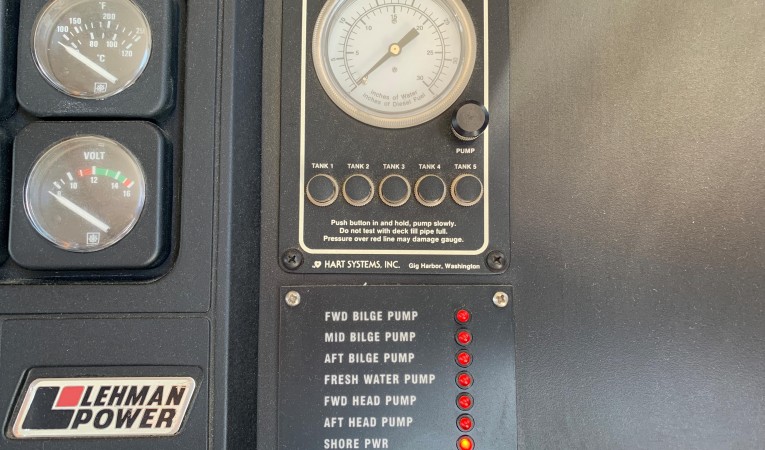 °F
100 150 200
80 100 120
°C
VOLT
8 10 12 14 16
LEHMAN
POWER
inches of Water
inches of Diesel Fuel
PUMP
TANK 1 TANK 2 TANK 3 TANK 4 TANK 5
Push button in and hold, pump slowly.
Do not test with deck fill pipe full.
Pressure over red line may damage gauge.
HART SYSTEMS, INC. Gig Harbor, Washington
FWD BILGE PUMP
MID BILGE PUMP
AFT BILGE PUMP
FRESH WATER PUMP
FWD HEAD PUMP
AFT HEAD PUMP
SHORE PWR